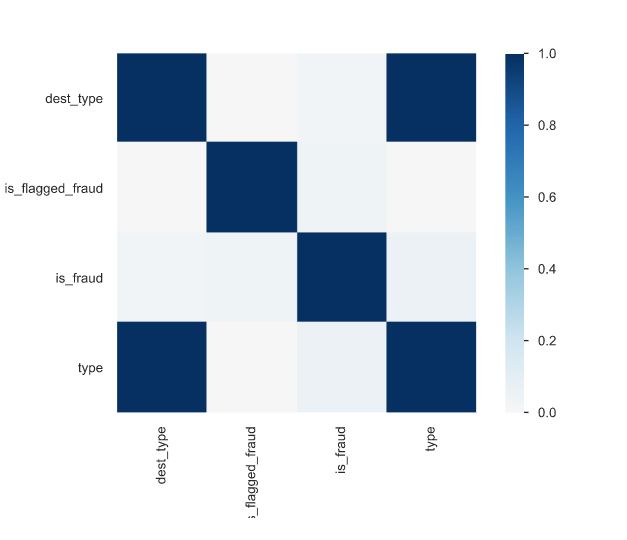 dest_type
is_flagged_fraud
is_fraud
type
dest_type
s_flagged_fraud
is_fraud
type
1.0
0.8
0.6
0.4
0.2
0.0